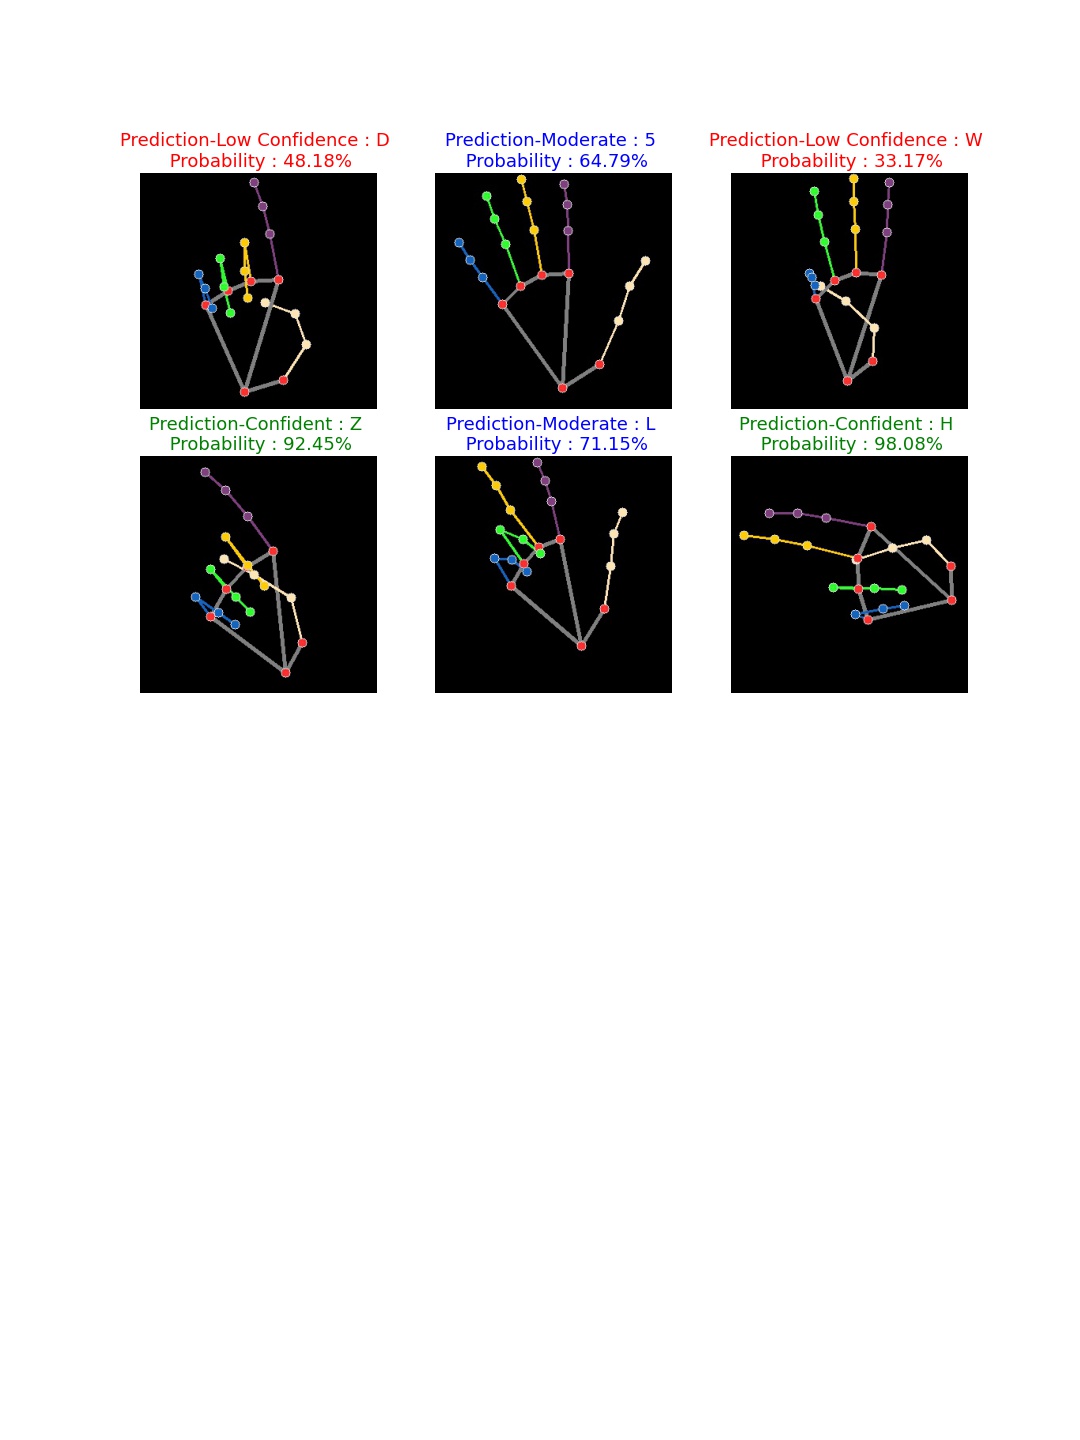 Prediction-Low Confidence : D
Probability : 48.18%
Prediction-Moderate : 5
Probability : 64.79%
Prediction-Low Confidence : W
Probability : 33.17%
Prediction-Confident : Z
Probability : 92.45%
Prediction-Moderate : L
Probability : 71.15%
Prediction-Confident : H
Probability : 98.08%